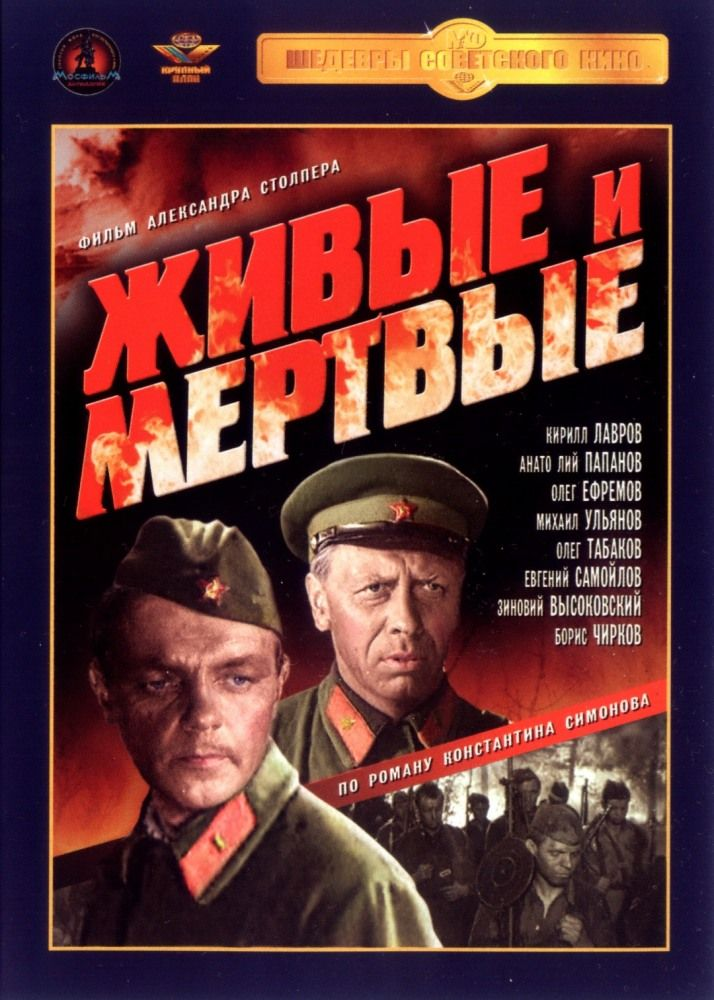 МОСФИЛЬМ
КРУПНЫЙ
ПЛАН
ШЕДЕВРЫ СОВЕТСКОГО КИНО
ФИЛЬМ АЛЕКСАНДРА СТОЛПЕРА
ЖИВЫЕ И
МЕРТВЫЕ
КИРИЛЛ ЛАВРОВ
АНАТО ЛИЙ ПАПАНОВ
ОЛЕГ ЕФРЕМОВ
МИХАИЛ УЛЬЯНОВ
ОЛЕГ ТАБАКОВ
ЕВГЕНИЙ САМОЙЛОВ
ЗИНОВИЙ ВЫСОКОВСКИЙ
БОРИС ЧИРКОВ
ПО РОМАНУ КОНСТАНТИНА СИМОНОВА